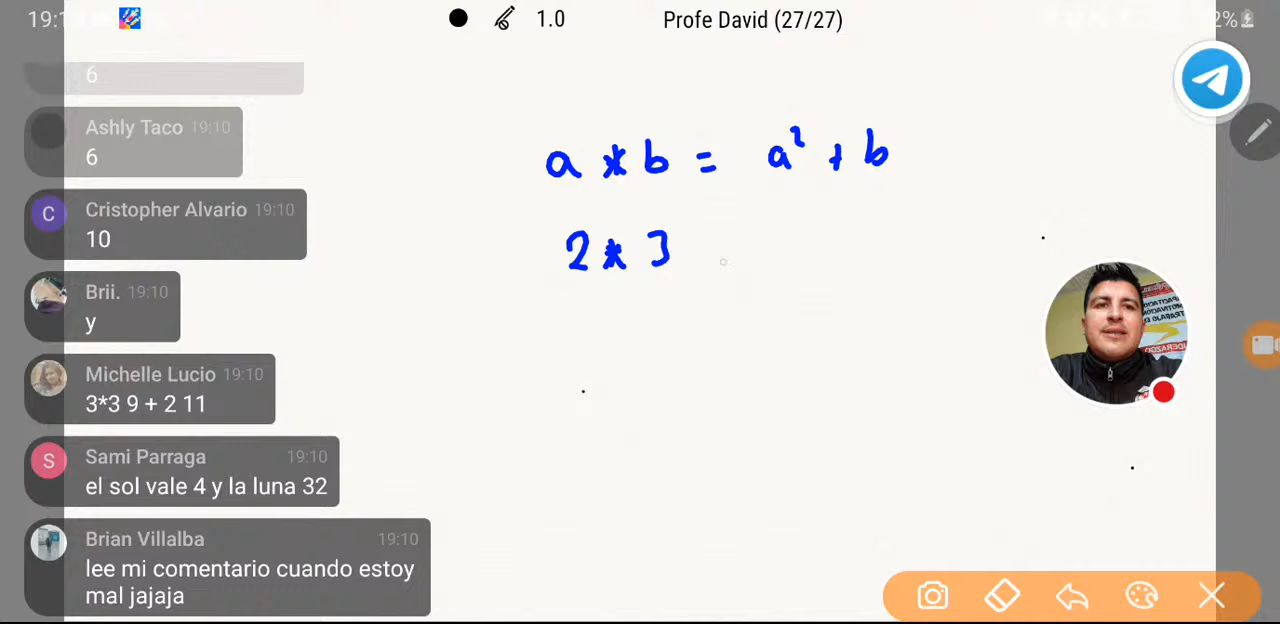 19:1
1.0
Profe David (27/27)
2%
6
Ashly Taco 19:10
6
Cristopher Alvario 19:10
C
10
Brii. 19:10
y
Michelle Lucio 19:10
3*3 9 + 2 11
Sami Parraga 19:10
S
el sol vale 4 y la luna 32
Brian Villalba 19:10
lee mi comentario cuando estoy
mal jajaja
a * b = a² + b
2 * 3